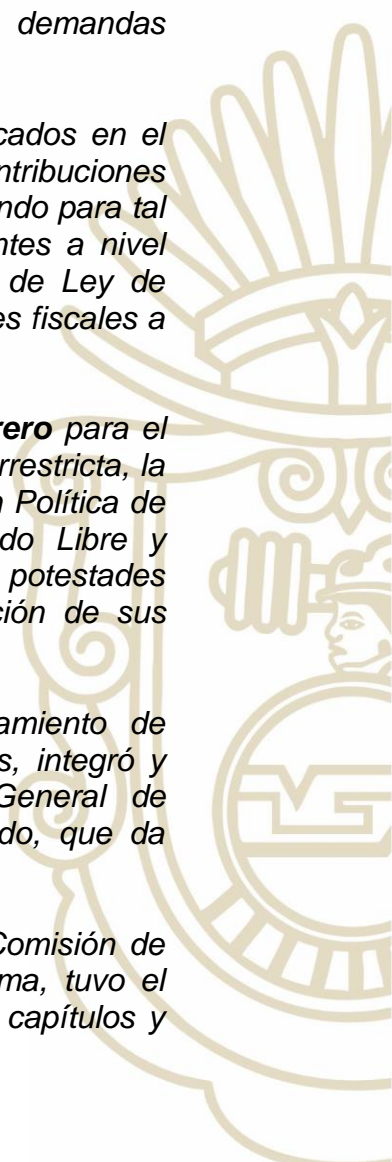 demandas
cados en el
ntribuciones
ndo para tal
ntes a nivel
de Ley de
es fiscales a
rero para el
rrestricta, la
n Política de
do Libre y
potestades
ción de sus
amiento de
s, integró y
General de
do, que da
Comisión de
ma, tuvo el
capítulos y